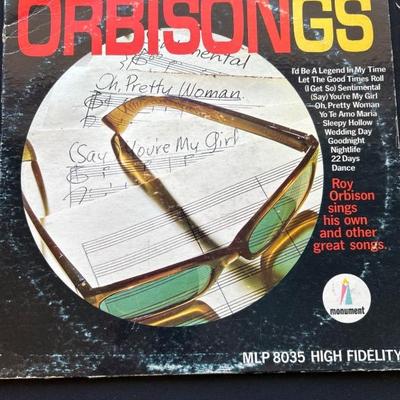 ORBISONGS
Sentimental
Oh, Pretty Woman.
(Say) You're My Girl
I'd Be A Legend In My Time
Let The Good Times Roll
(I Get So) Sentimental
(Say) You're My Girl
Oh, Pretty Woman
Yo Te Amo Maria
Sleepy Hollow
Wedding Day
Goodnight
Nightlife
22 Days
Dance
Roy
Orbison
sings
his own
and other
great songs.
monument
MLP 8035 HIGH FIDELITY